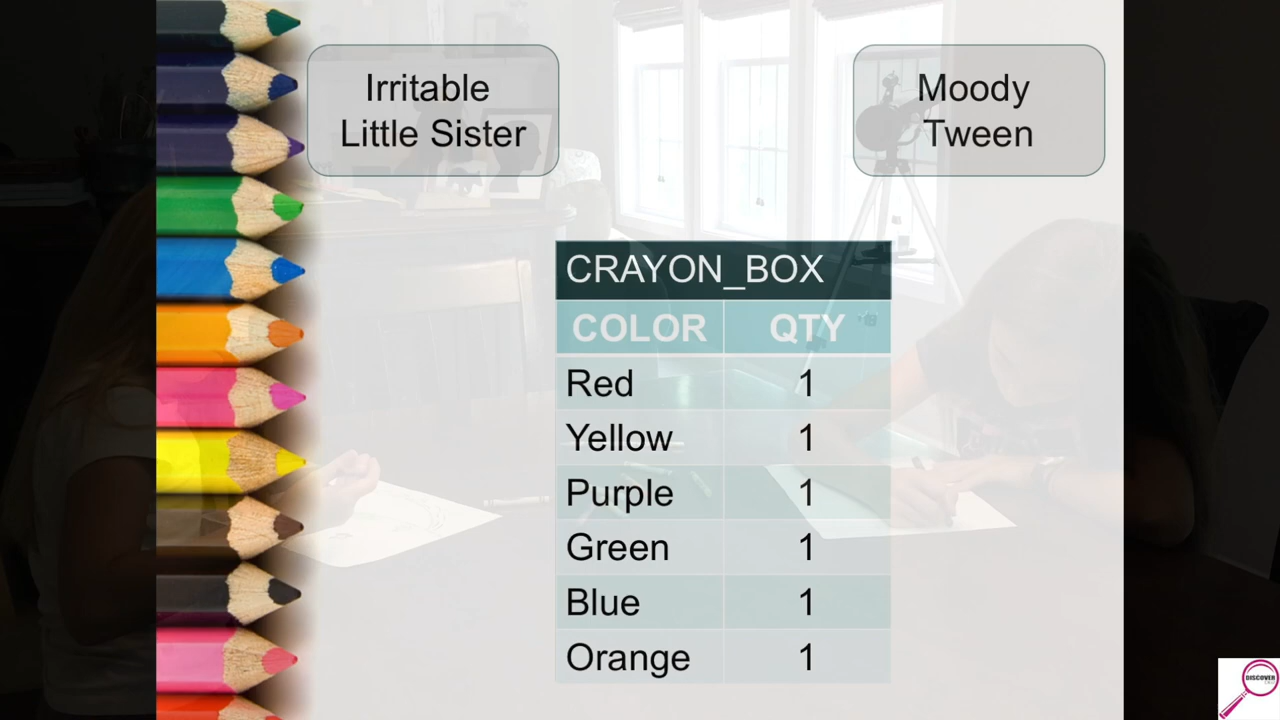 Irritable
Little Sister
Moody
Tween
CRAYON_BOX
COLOR QTY
Red 1
Yellow 1
Purple 1
Green 1
Blue 1
Orange 1
DISCOVER